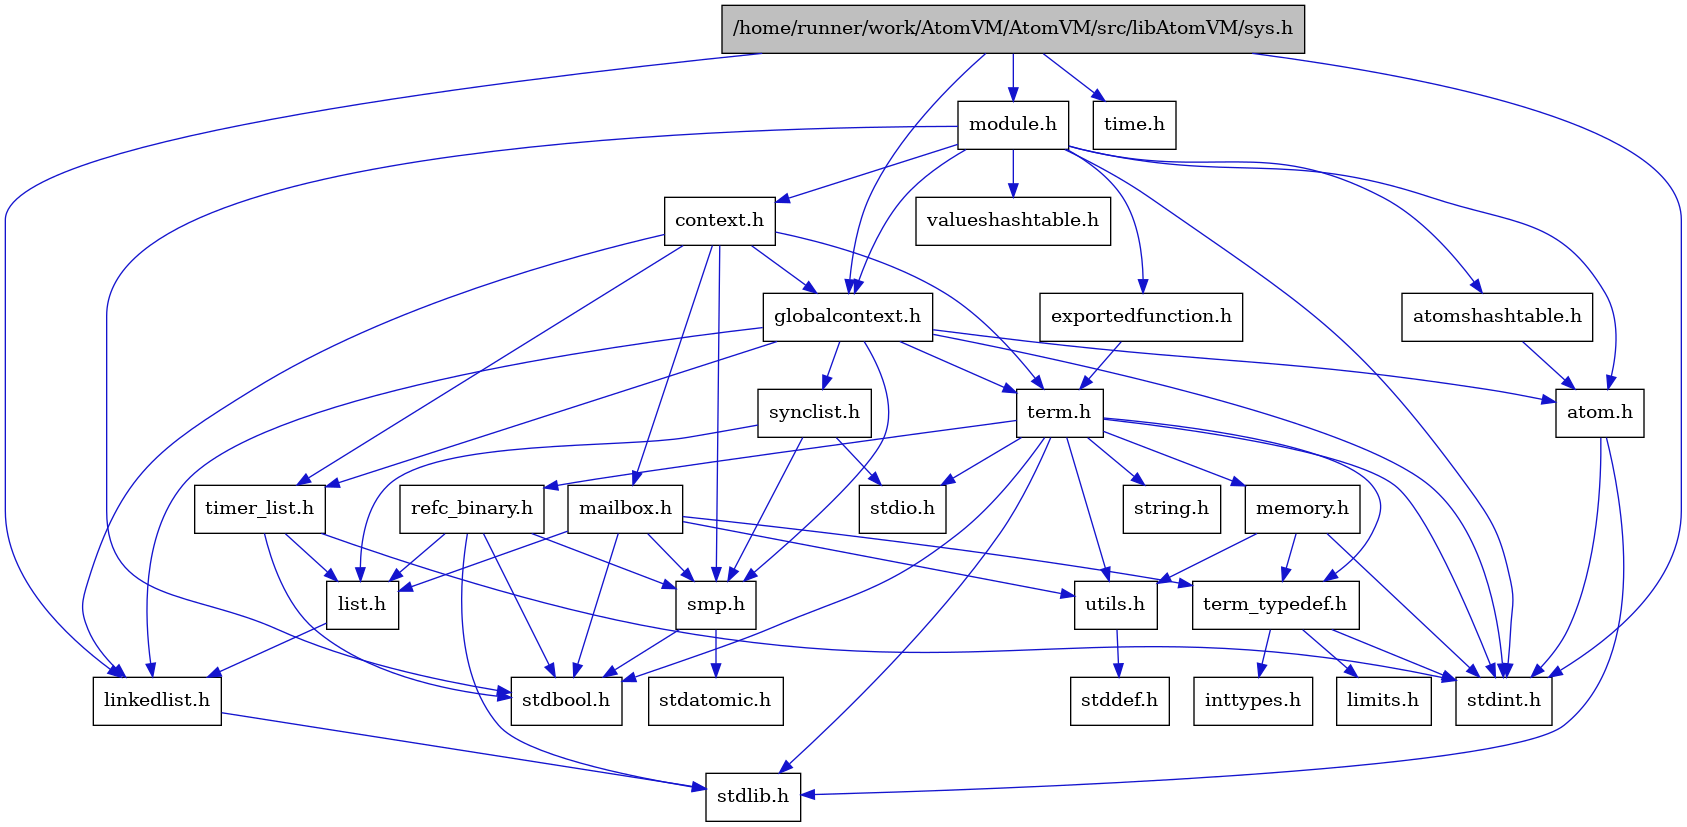 /home/runner/work/AtomVM/AtomVM/src/libAtomVM/sys.h
module.h
time.h
context.h
valueshashtable.h
globalcontext.h
exportedfunction.h
atomshashtable.h
synclist.h
term.h
atom.h
timer_list.h
refc_binary.h
mailbox.h
stdio.h
string.h
memory.h
list.h
smp.h
utils.h
term_typedef.h
linkedlist.h
stdbool.h
stdatomic.h
stddef.h
inttypes.h
limits.h
stdint.h
stdlib.h